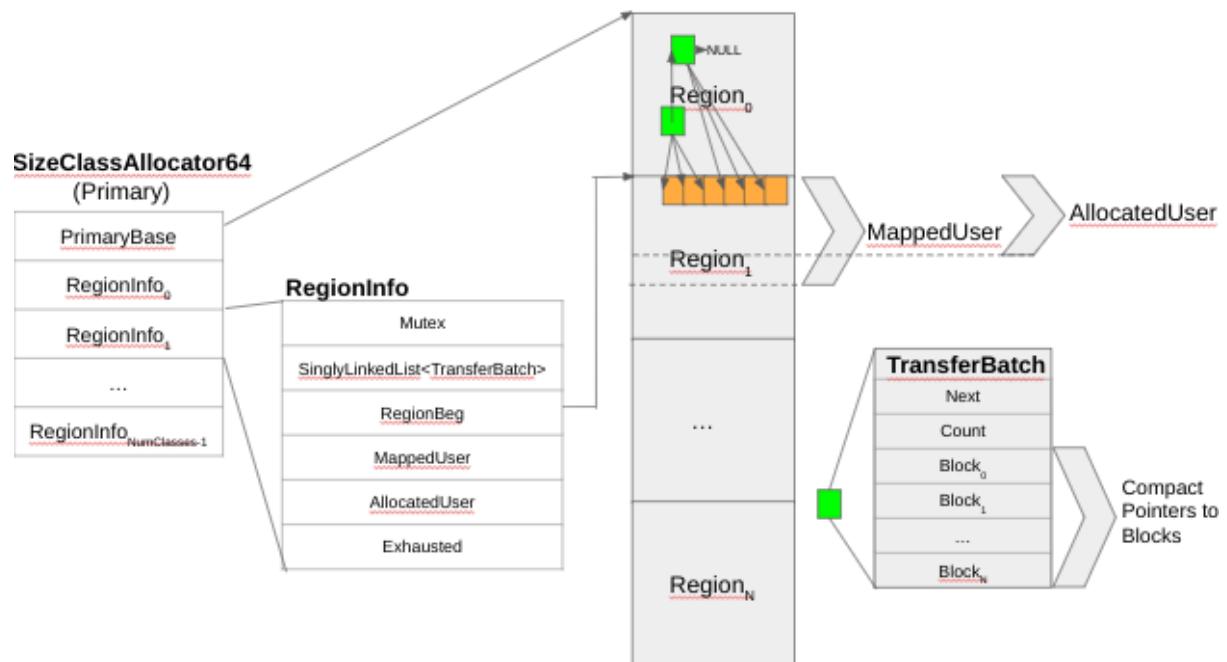 SizeClassAllocator64
(Primary)
PrimaryBase
RegionInfo0
RegionInfo1
...
RegionInfoNumClasses-1
RegionInfo
Mutex
SinglyLinkedList<TransferBatch>
RegionBeg
MappedUser
AllocatedUser
Exhausted
NULL
Region0
Region1
...
RegionN
MappedUser
AllocatedUser
TransferBatch
Next
Count
Block0
Block1
...
BlockN
Compact
Pointers to
Blocks